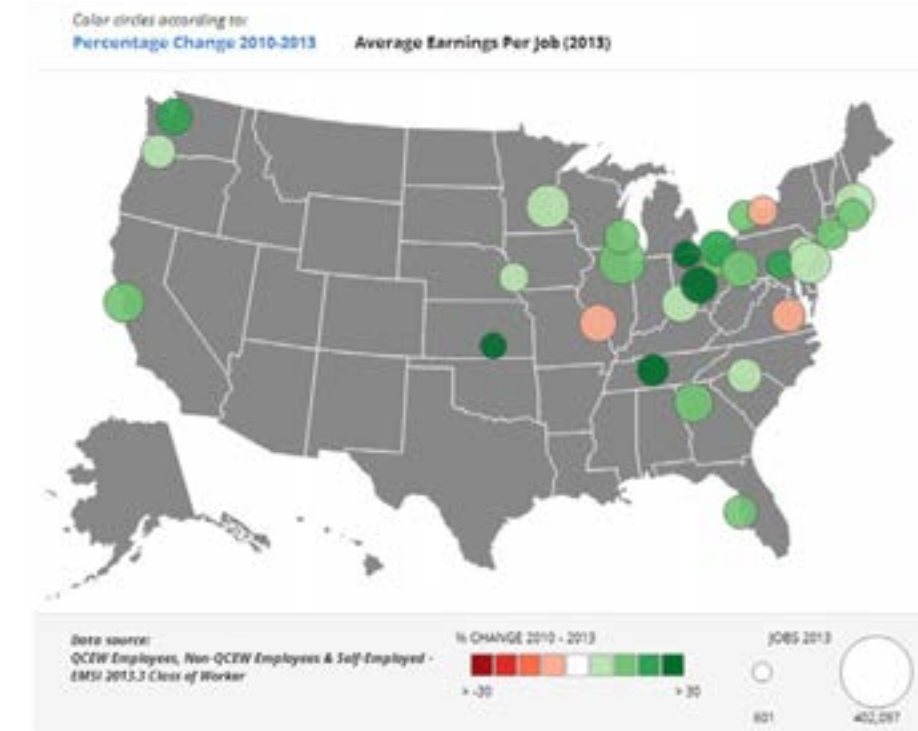 Color circles according to:
Percentage Change 2010-2013 Average Earnings Per Job (2013)
Data source:
QCEW Employees, Non-QCEW Employees & Self-Employed -
EMSI 2013.3 Class of Worker
% CHANGE 2010 - 2013
> -30 > 30
JOBS 2013
801 402,097